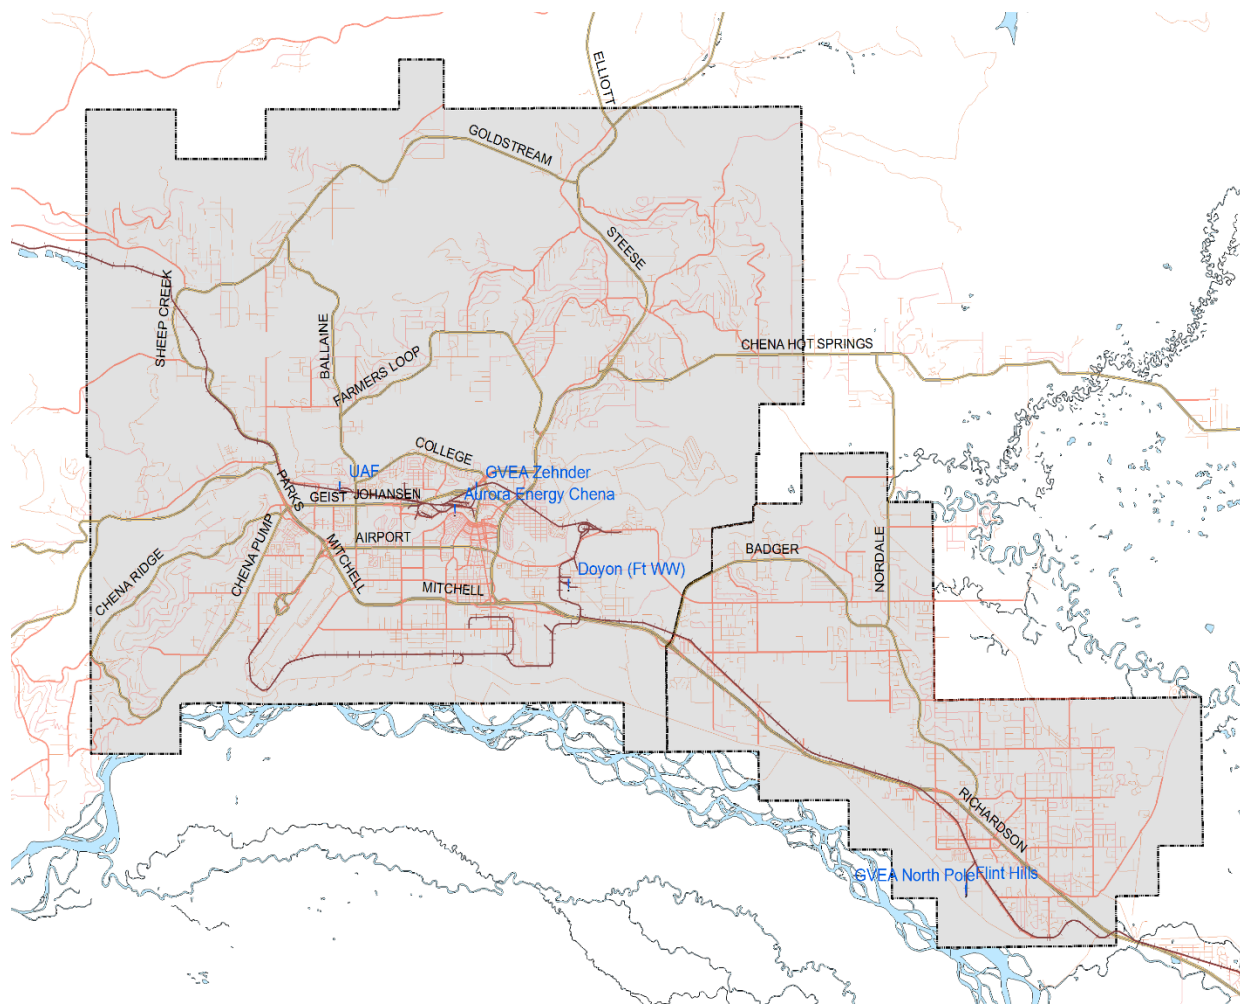 ELLIOTT
GOLDSTREAM
STEESE
SHEEP CREEK
BALLAINE
CHENA HOT SPRINGS
FARMERS LOOP
COLLEGE
UAF
GVEA Zehnder
PARKS
GEIST
JOHANSEN
Aurora Energy Chena
CHENA PUMP
AIRPORT
MITCHELL
CHENA RIDGE
MITCHELL
Doyon (Ft WW)
BADGER
NORDALE
RICHARDSON
GVEA North Pole
Flint Hills